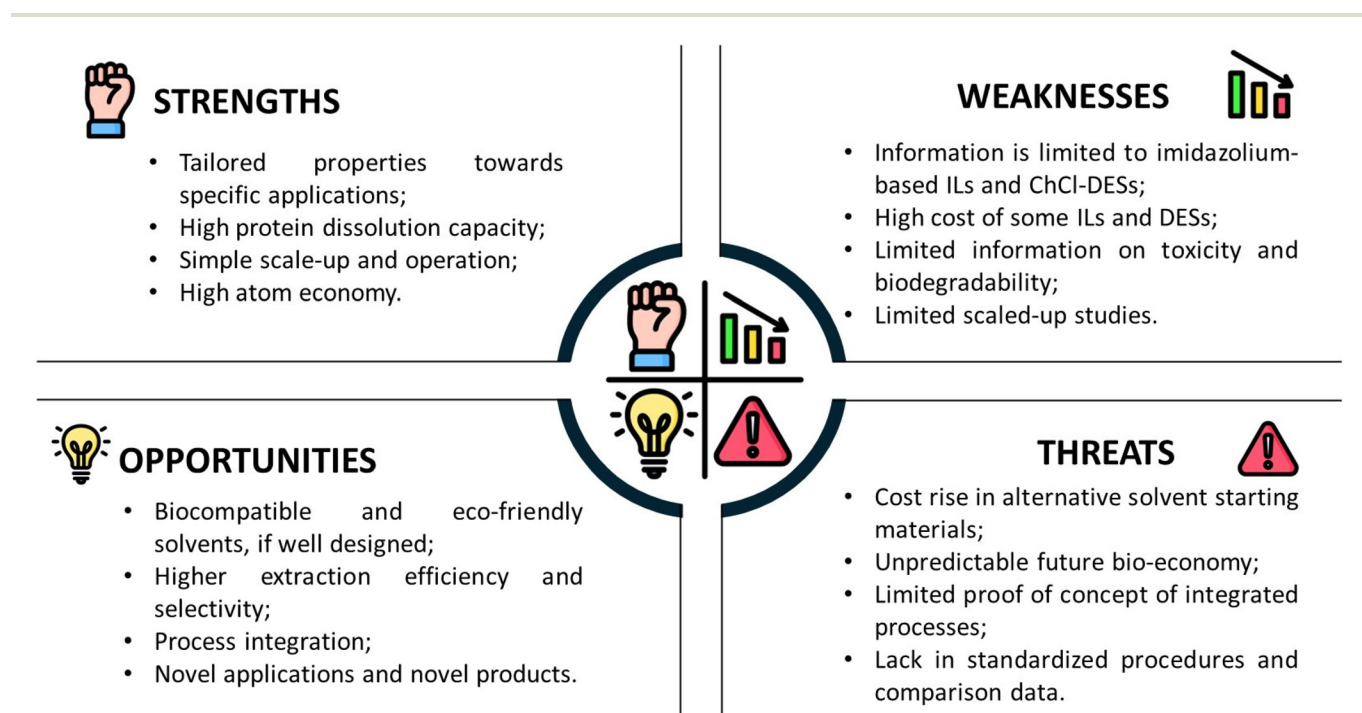 STRENGTHS
• Tailored properties towards
specific applications;
• High protein dissolution capacity;
• Simple scale-up and operation;
• High atom economy.
WEAKNESSES
• Information is limited to imidazolium-
based ILs and ChCl-DESs;
• High cost of some ILs and DESs;
• Limited information on toxicity and
biodegradability;
• Limited scaled-up studies.
OPPORTUNITIES
• Biocompatible and eco-friendly
solvents, if well designed;
• Higher extraction efficiency and
selectivity;
• Process integration;
• Novel applications and novel products.
THREATS
• Cost rise in alternative solvent starting
materials;
• Unpredictable future bio-economy;
• Limited proof of concept of integrated
processes;
• Lack in standardized procedures and
comparison data.